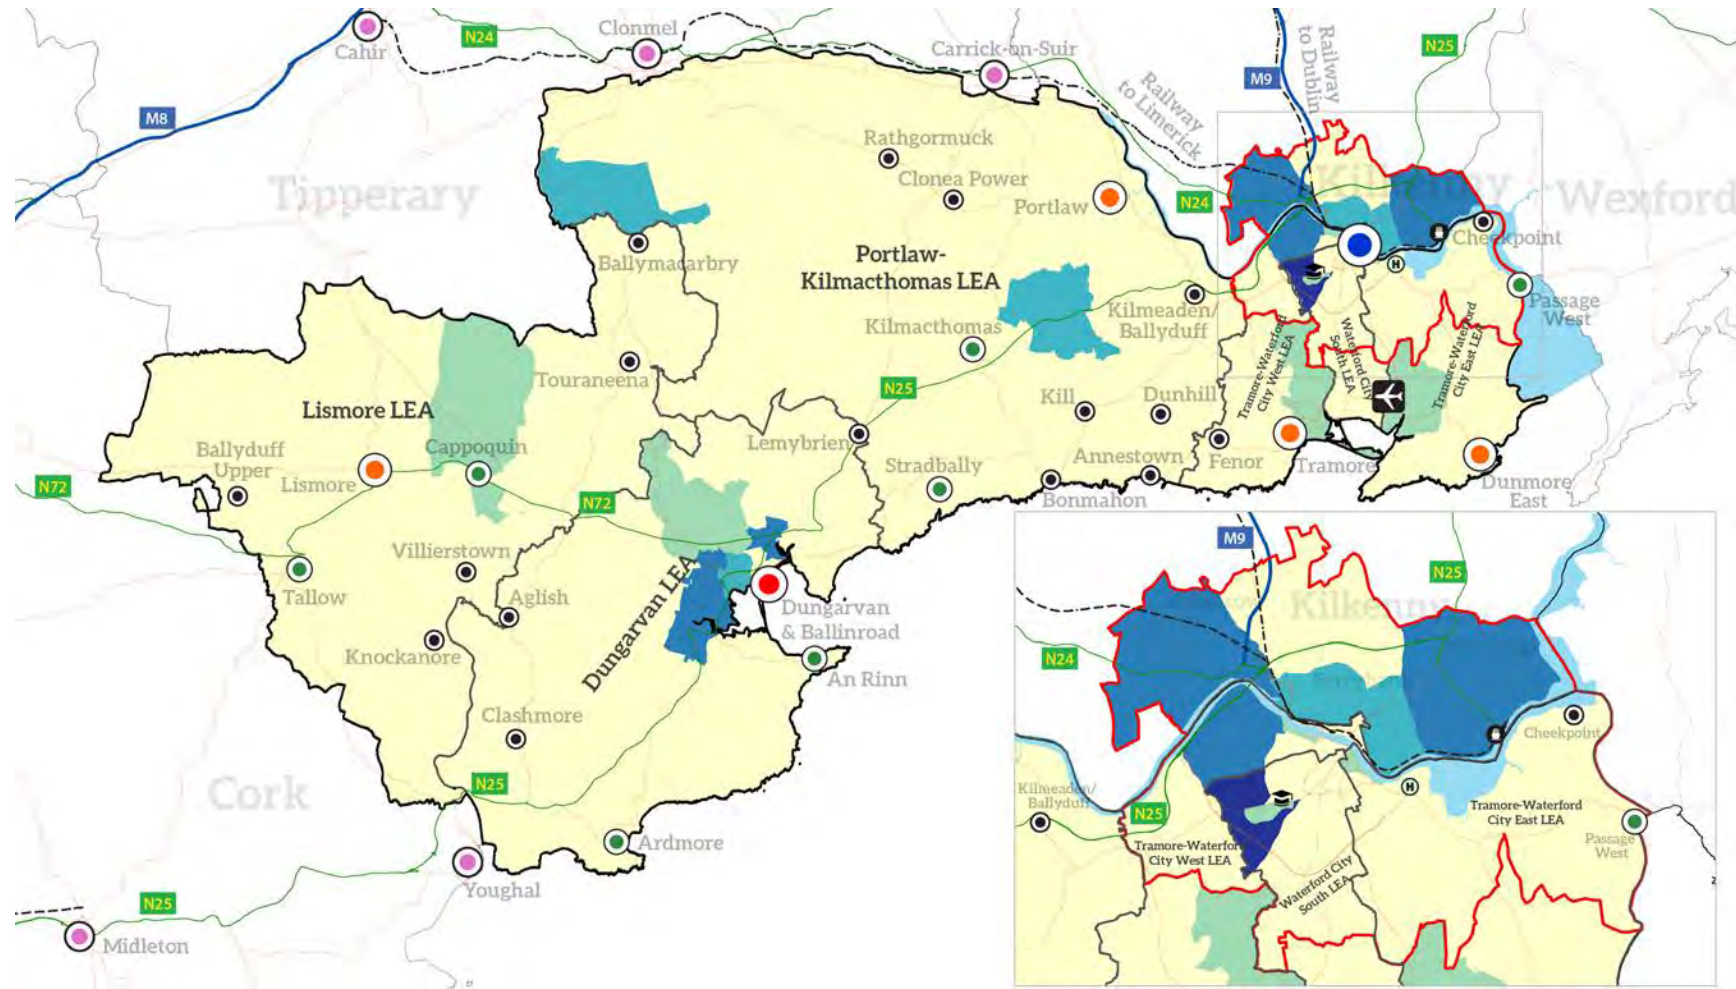 Cahir
N24
Clonmel
Carrick-on-Suir
N25
M9
Railway
to Dublin
Railway
to Limerick
M8
Tipperary
Rathgormuck
Clonea Power
Portlaw
N24
Kilkenny
Wexford
Cheekpoint
Ballymacarbry
Portlaw-
Kilmacthomas LEA
Kilmeaden/
Ballyduff
Passage
West
Kilmacthomas
Touraneena
N25
Tramore-Waterford
City West LEA
Waterford City
South LEA
Tramore-Waterford
City East LEA
Lismore LEA
Kill
Dunhill
Ballyduff
Upper
Cappoquin
Lemybrien
Lismore
Stradbally
Annestown
Fenor
Tramore
Bonmahon
Dunmore
East
N72
N72
Villierstown
Tallow
Aglish
Dungarvan LEA
Dungarvan
& Ballinroad
Knockanore
An Rinn
Clashmore
N25
Cork
Ardmore
Youghal
N25
Midleton
M9
N25
Kilkenny
N24
Cheekpoint
H
H
Kilmeaden/
Ballyduff
N25
Tramore-Waterford
City East LEA
Tramore-Waterford
City West LEA
Passage
West
Waterford City
South LEA